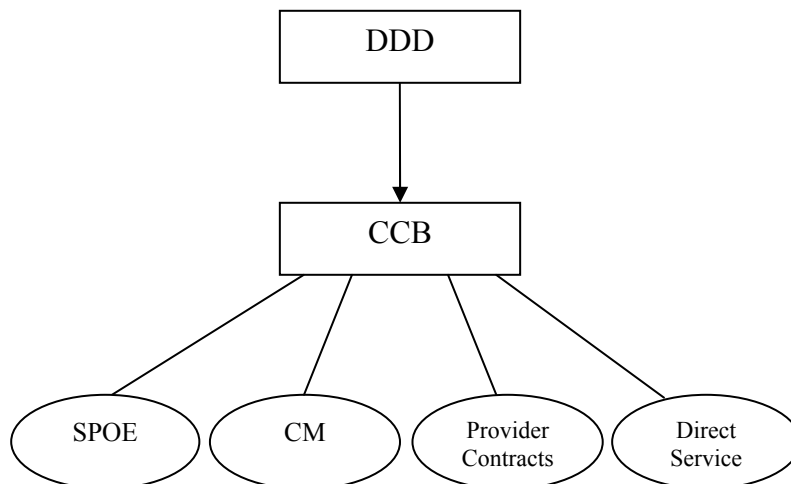 DDD
CCB
SPOE
CM
Provider
Contracts
Direct
Service